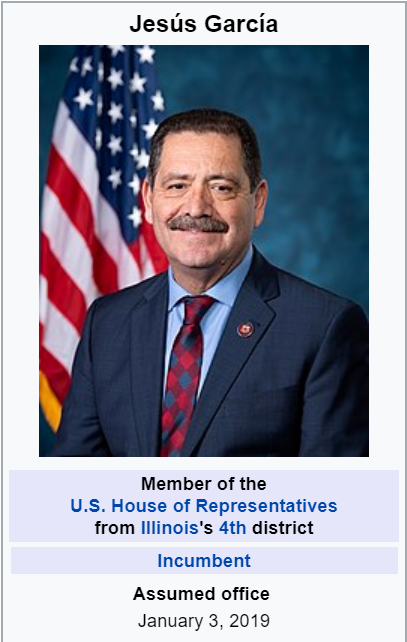 Jesús García
Member of the
U.S. House of Representatives
from Illinois's 4th district
Incumbent
Assumed office
January 3, 2019